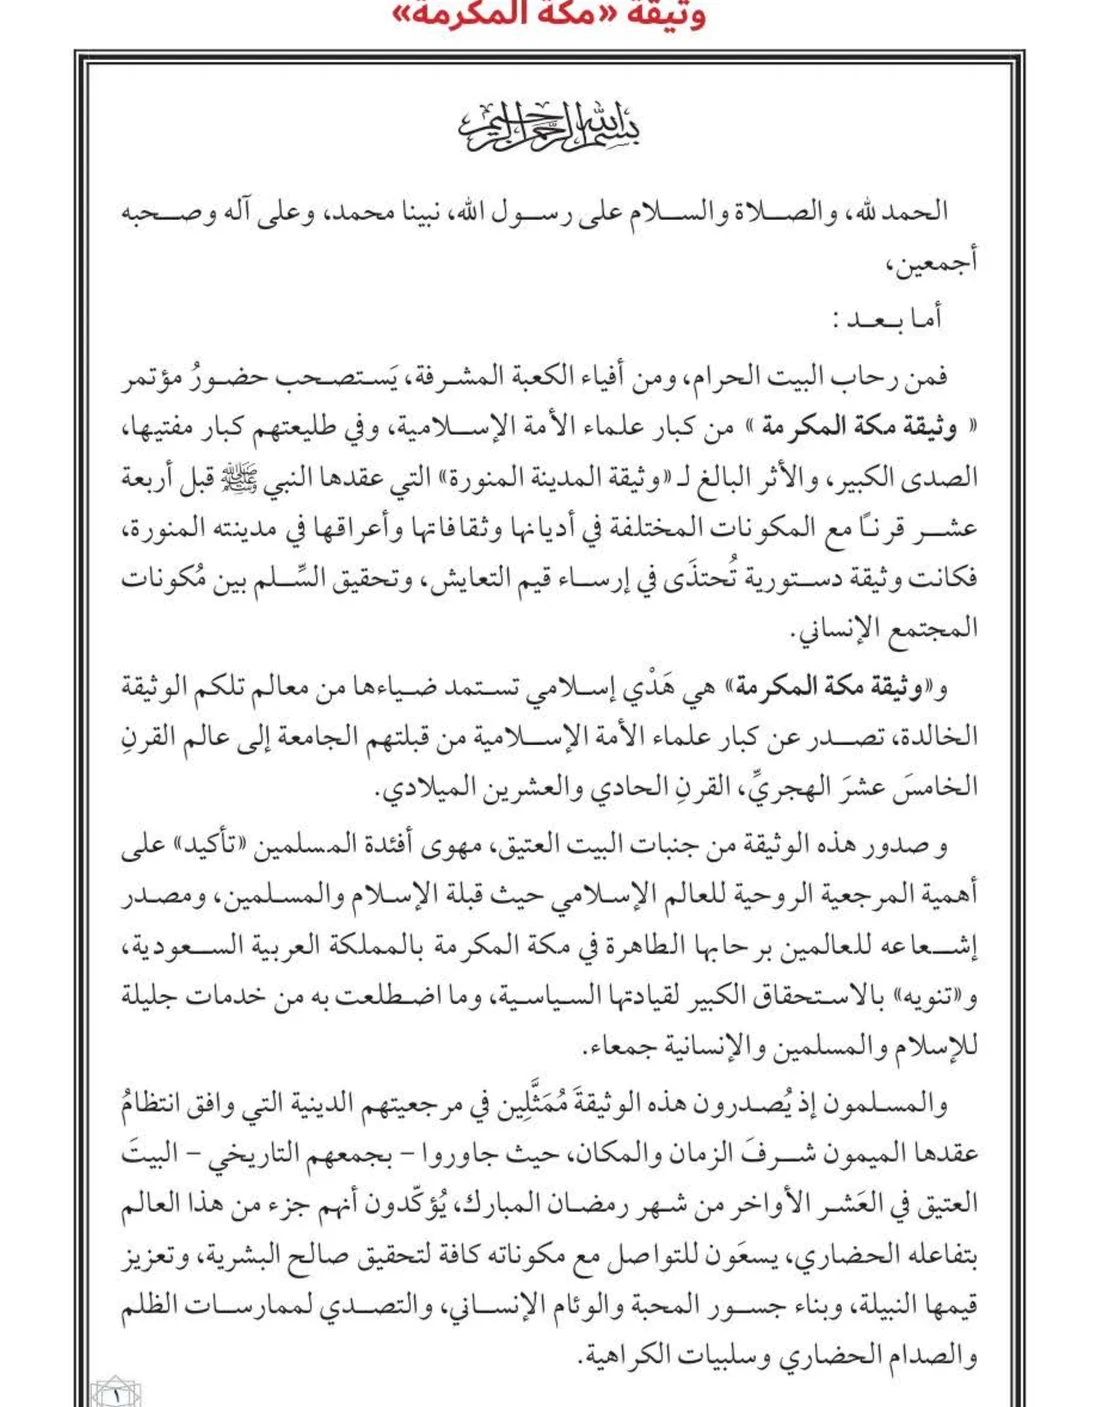 وثيقة «مكة المكرمة»
بسم الله الرحمن الرحيم
الحمد لله، والصلاة والسلام على رسول الله، نبينا محمد، وعلى آله وصحبه
أجمعين،
أما بعد :
فمن رحاب البيت الحرام، ومن أفياء الكعبة المشرفة، يَستصحب حضورُ مؤتمر
« وثيقة مكة المكرمة » من كبار علماء الأمة الإسلامية، وفي طليعتهم كبار مفتيها،
الصدى الكبير، والأثر البالغ لـ «وثيقة المدينة المنورة» التي عقدها النبي ﷺ قبل أربعة
عشر قرنًا مع المكونات المختلفة في أديانها وثقافاتها وأعراقها في مدينته المنورة،
فكانت وثيقة دستورية تُحتذَى في إرساء قيم التعايش، وتحقيق السِّلم بين مُكونات
المجتمع الإنساني.
و«وثيقة مكة المكرمة» هي هَدْي إسلامي تستمد ضياءها من معالم تلكم الوثيقة
الخالدة، تصدر عن كبار علماء الأمة الإسلامية من قبلتهم الجامعة إلى عالم القرنِ
الخامسَ عشرَ الهجريِّ، القرنِ الحادي والعشرين الميلادي.
وصدور هذه الوثيقة من جنبات البيت العتيق، مهوى أفئدة المسلمين «تأكيد» على
أهمية المرجعية الروحية للعالم الإسلامي حيث قبلة الإسلام والمسلمين، ومصدر
إشعاعه للعالمين برحابها الطاهرة في مكة المكرمة بالمملكة العربية السعودية،
و«تنويه» بالاستحقاق الكبير لقيادتها السياسية، وما اضطلعت به من خدمات جليلة
للإسلام والمسلمين والإنسانية جمعاء.
والمسلمون إذ يُصدرون هذه الوثيقةَ مُمَثَّلِين في مرجعيتهم الدينية التي وافق انتظامُ
عقدها الميمون شرفَ الزمان والمكان، حيث جاوروا – بجمعهم التاريخي – البيتَ
العتيق في العَشر الأواخر من شهر رمضان المبارك، يُؤكّدون أنهم جزء من هذا العالم
بتفاعله الحضاري، يسعَون للتواصل مع مكوناته كافة لتحقيق صالح البشرية، وتعزيز
قيمها النبيلة، وبناء جسور المحبة والوئام الإنساني، والتصدي لممارسات الظلم
والصدام الحضاري وسلبيات الكراهية.
١